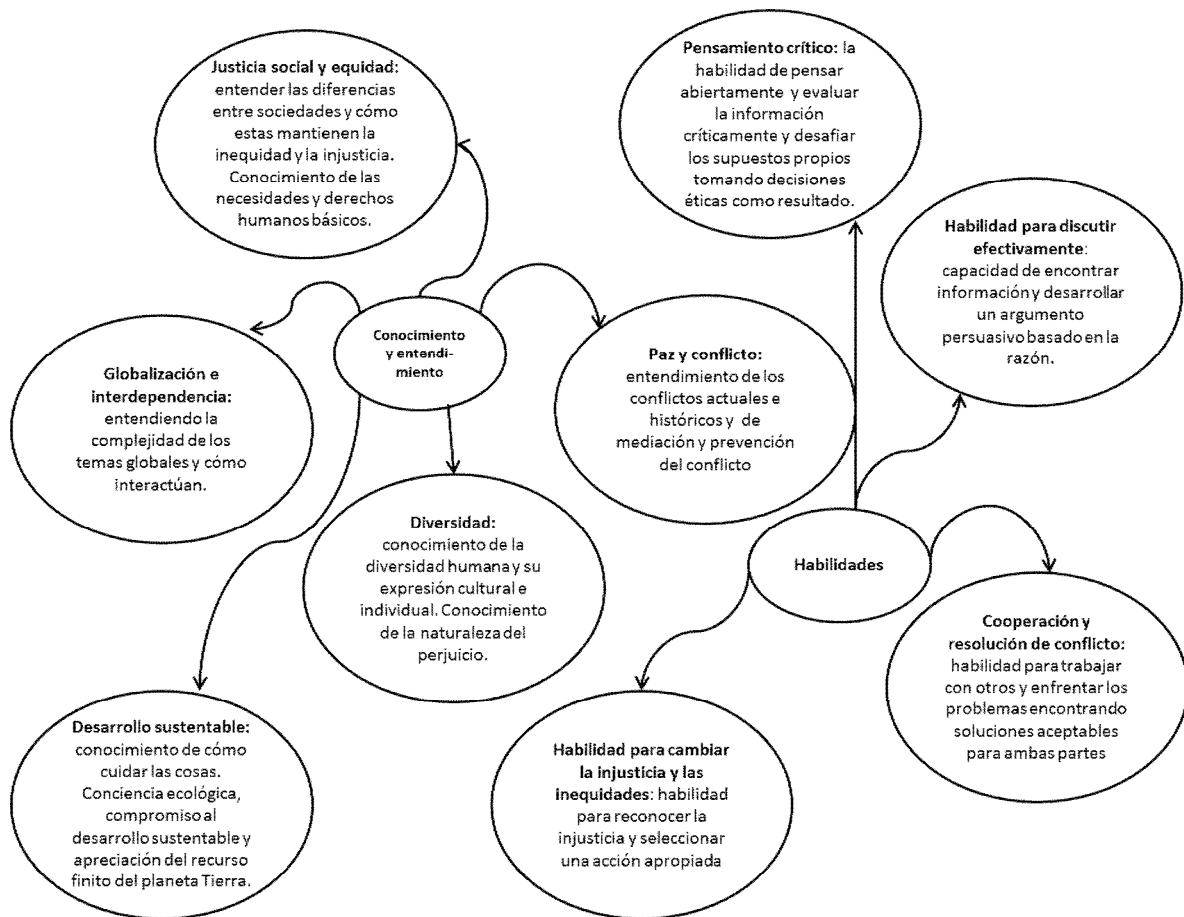 Justicia social y equidad:
entender las diferencias
entre sociedades y cómo
estas mantienen la
inequidad y la injusticia.
Conocimiento de las
necesidades y derechos
humanos básicos.
Pensamiento crítico: la
habilidad de pensar
abiertamente y evaluar
la información
críticamente y desafiar
los supuestos propios
tomando decisiones
éticas como resultado.
Habilidad para discutir
efectivamente:
capacidad de encontrar
información y desarrollar
un argumento
persuasivo basado en la
razón.
Conocimiento
y entendi-
miento
Globalización e
interdependencia:
entendiendo la
complejidad de los
temas globales y cómo
interactúan.
Paz y conflicto:
entendimiento de los
conflictos actuales e
históricos y de
mediación y prevención
del conflicto
Diversidad:
conocimiento de la
diversidad humana y su
expresión cultural e
individual. Conocimiento
de la naturaleza del
perjuicio.
Habilidades
Cooperación y
resolución de conflicto:
habilidad para trabajar
con otros y enfrentar los
problemas encontrando
soluciones aceptables
para ambas partes
Desarrollo sustentable:
conocimiento de cómo
cuidar las cosas.
Conciencia ecológica,
compromiso al
desarrollo sustentable y
apreciación del recurso
finito del planeta Tierra.
Habilidad para cambiar
la injusticia y las
inequidades: habilidad
para reconocer la
injusticia y seleccionar
una acción apropiada